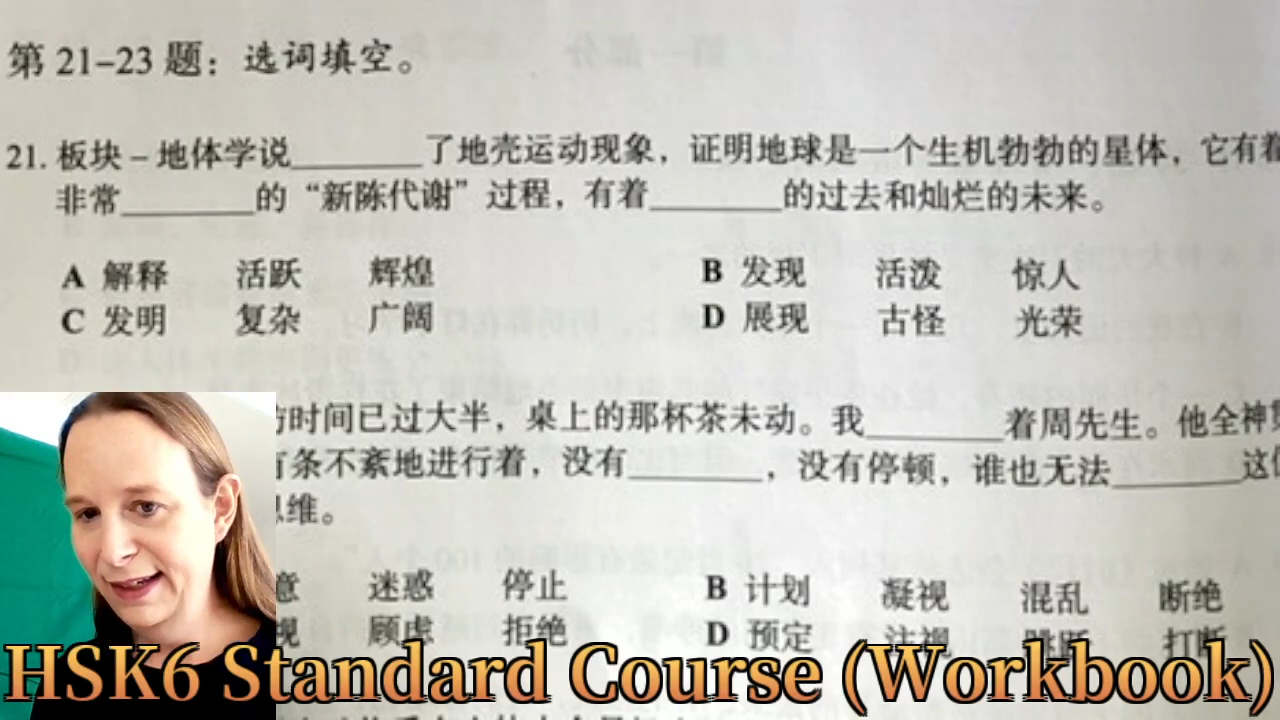 第 21–23 题：选词填空。
21. 板块 – 地体学说________了地壳运动现象，证明地球是一个生机勃勃的星体，它有着
非常________的“新陈代谢”过程，有着________的过去和灿烂的未来。
A 解释 活跃 辉煌 B 发现 活泼 惊人
C 发明 复杂 广阔 D 展现 古怪 光荣
时间已过大半，桌上的那杯茶未动。我________着周先生。他全神
条不紊地进行着，没有________，没有停顿，谁也无法________这
维。
意 迷惑 停止 B 计划 凝视 混乱 断绝
视 顾虑 拒绝 D 预定 注视 打断
HSK6 Standard Course (Workbook)